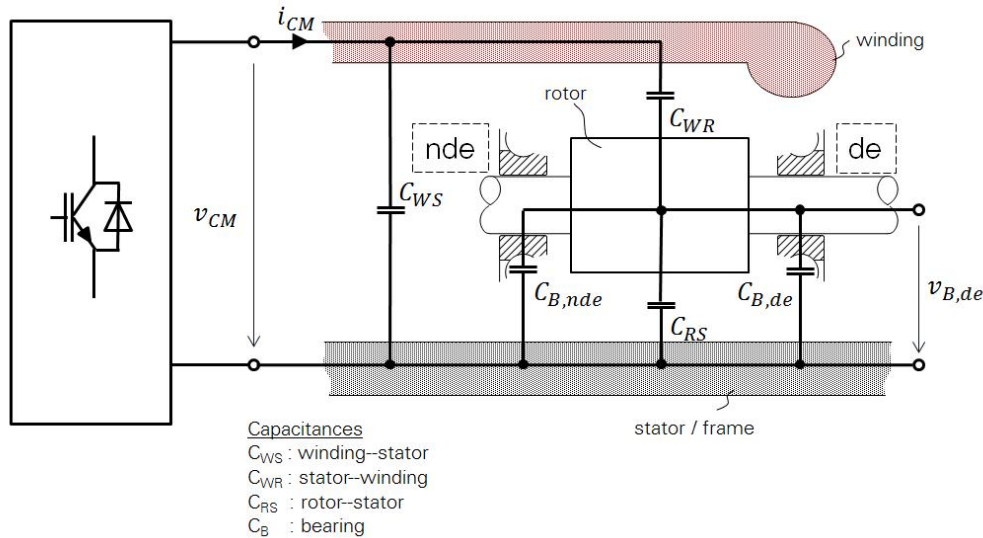 i_CM
winding
rotor
C_WR
nde
de
C_WS
v_CM
C_B,nde
C_B,de
v_B,de
C_RS
stator / frame
Capacitances
C_WS : winding--stator
C_WR : stator--winding
C_RS : rotor--stator
C_B : bearing